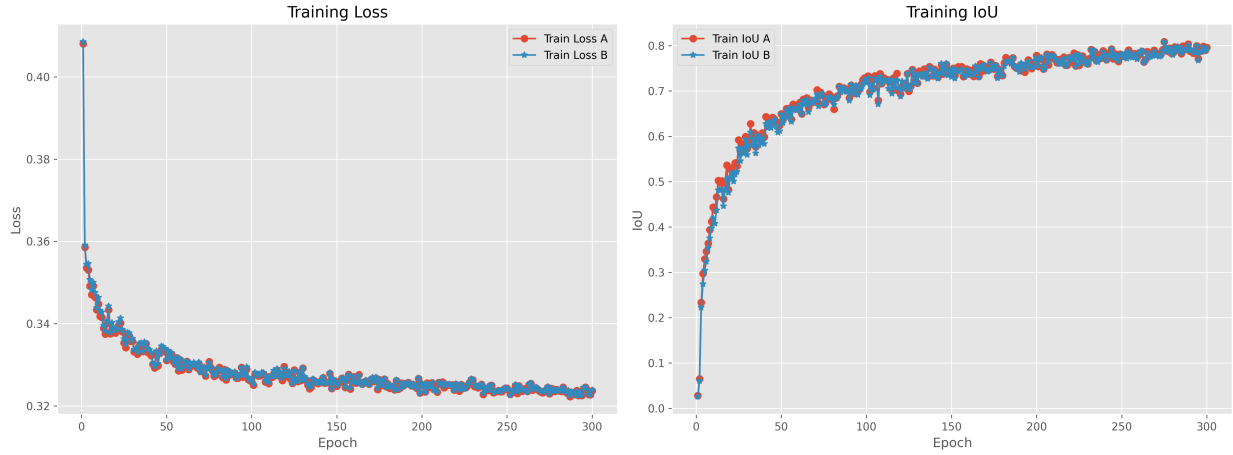 Training Loss
Train Loss A
Train Loss B
0.40
0.38
0.36
0.34
0.32
Loss
0 50 100 150 200 250 300
Epoch
Training IoU
Train IoU A
Train IoU B
0.8
0.7
0.6
0.5
0.4
0.3
0.2
0.1
0.0
IoU
0 50 100 150 200 250 300
Epoch